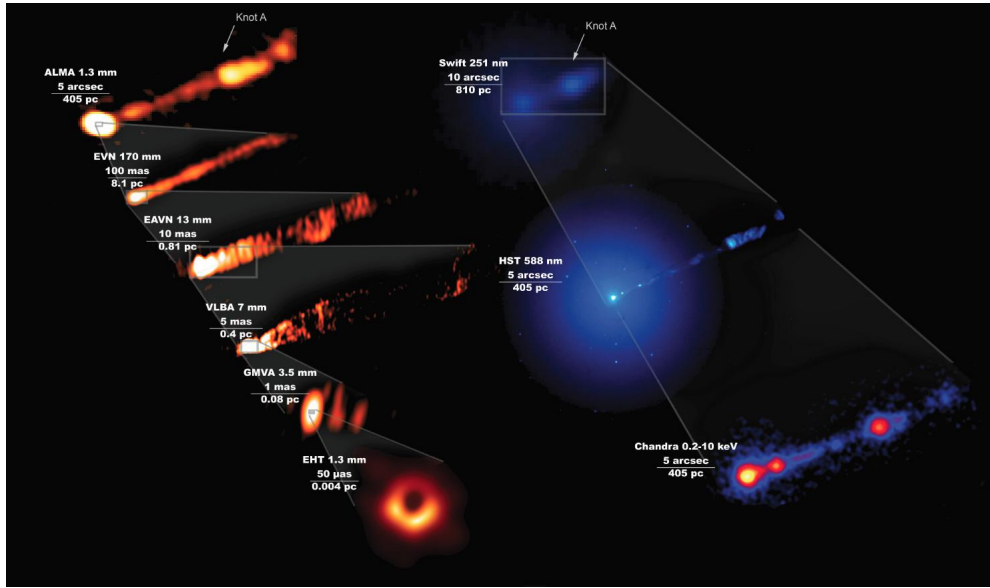 Knot A
ALMA 1.3 mm
5 arcsec
405 pc
EVN 170 mm
100 mas
8.1 pc
EAVN 13 mm
10 mas
0.81 pc
VLBA 7 mm
5 mas
0.4 pc
GMVA 3.5 mm
1 mas
0.08 pc
EHT 1.3 mm
50 μas
0.004 pc
Knot A
Swift 251 nm
10 arcsec
810 pc
HST 588 nm
5 arcsec
405 pc
Chandra 0.2-10 keV
5 arcsec
405 pc